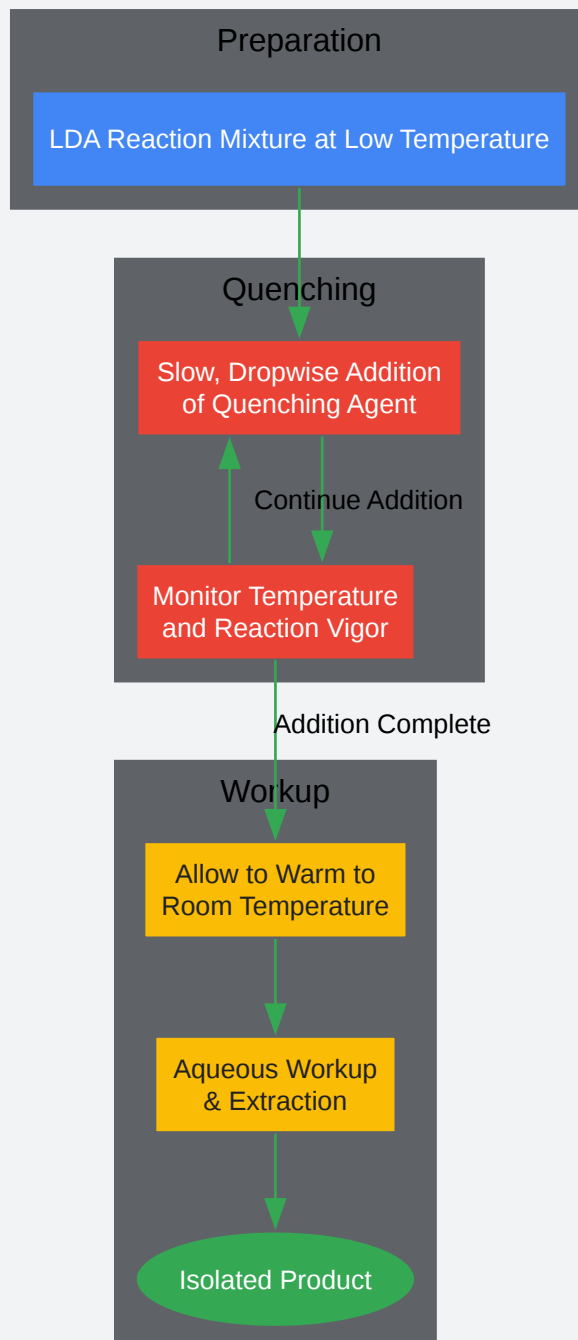 Preparation
LDA Reaction Mixture at Low Temperature
Quenching
Slow, Dropwise Addition
of Quenching Agent
Continue Addition
Monitor Temperature
and Reaction Vigor
Addition Complete
Workup
Allow to Warm to
Room Temperature
Aqueous Workup
& Extraction
Isolated Product